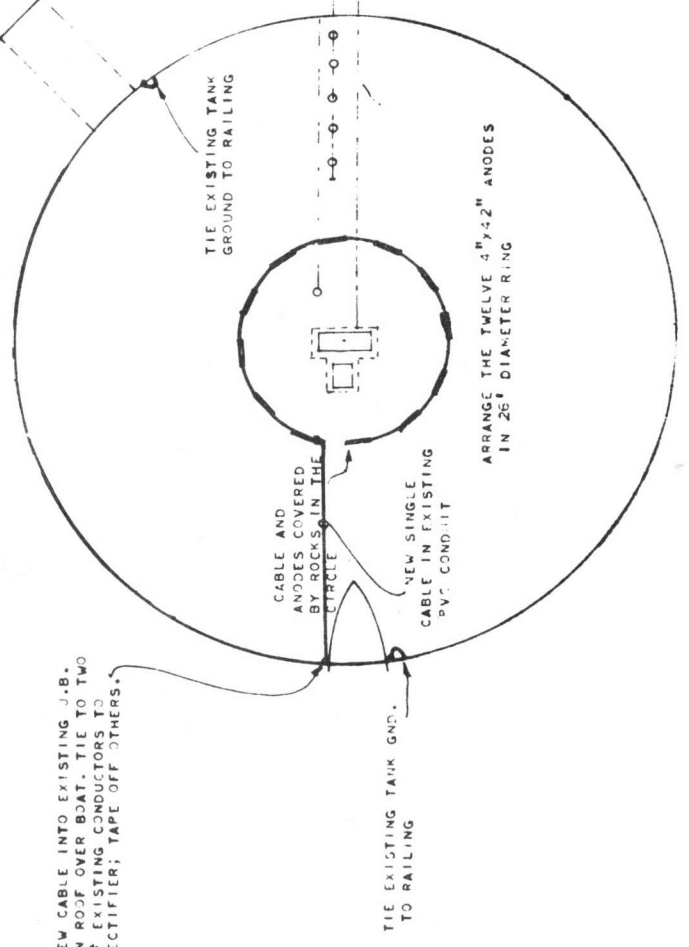 TIE EXISTING TANK
GROUND TO RAILING
ARRANGE THE TWELVE 4"x42" ANODES
IN 26' DIAMETER RING
CABLE AND
ANODES COVERED
BY ROCKS IN THE
CIRCLE
NEW SINGLE
CABLE IN EXISTING
PVC CONDUIT
EW CABLE INTO EXISTING J.B.
ROOF OVER BOAT. TIE TO TWO
EXISTING CONDUCTORS TO
ECTIFIER; TAPE OFF OTHERS.
TIE EXISTING TANK GND.
TO RAILING